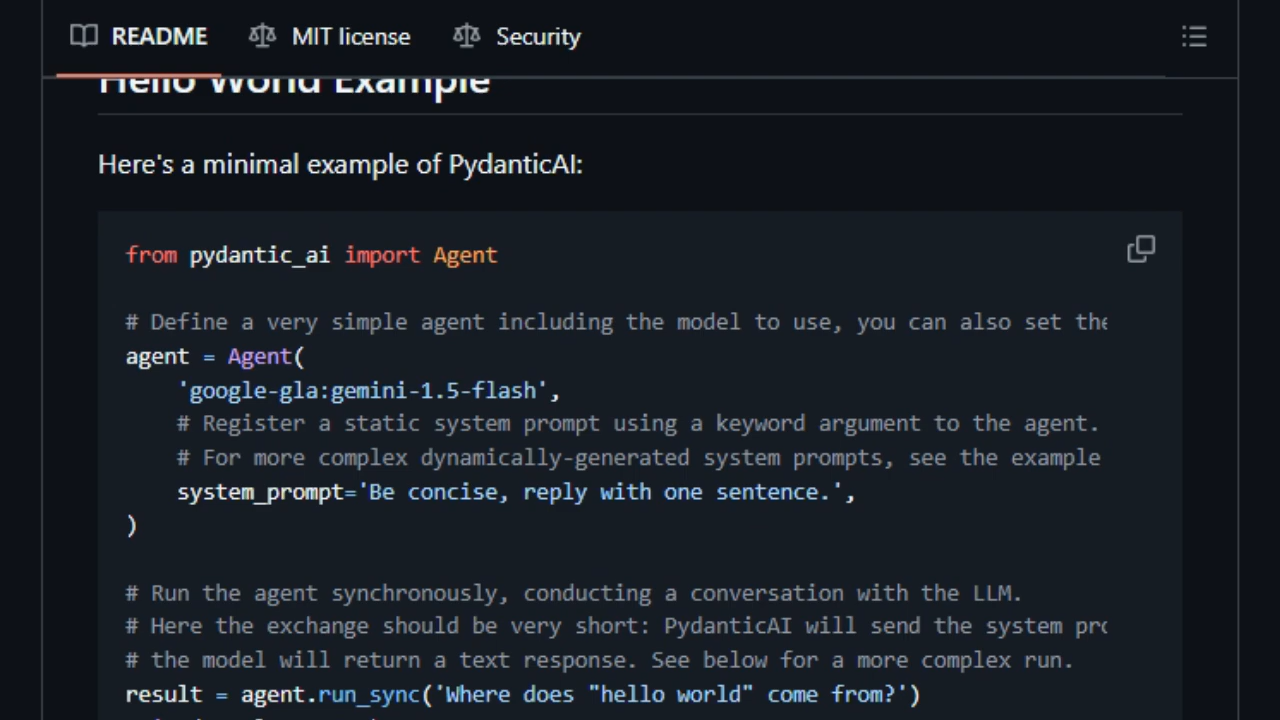 README MIT license Security
Hello World Example
Here's a minimal example of PydanticAI:
from pydantic_ai import Agent
# Define a very simple agent including the model to use, you can also set the
agent = Agent(
    'google-gla:gemini-1.5-flash',
    # Register a static system prompt using a keyword argument to the agent.
    # For more complex dynamically-generated system prompts, see the example
    system_prompt='Be concise, reply with one sentence.',
)
# Run the agent synchronously, conducting a conversation with the LLM.
# Here the exchange should be very short: PydanticAI will send the system pro
# the model will return a text response. See below for a more complex run.
result = agent.run_sync('Where does "hello world" come from?')